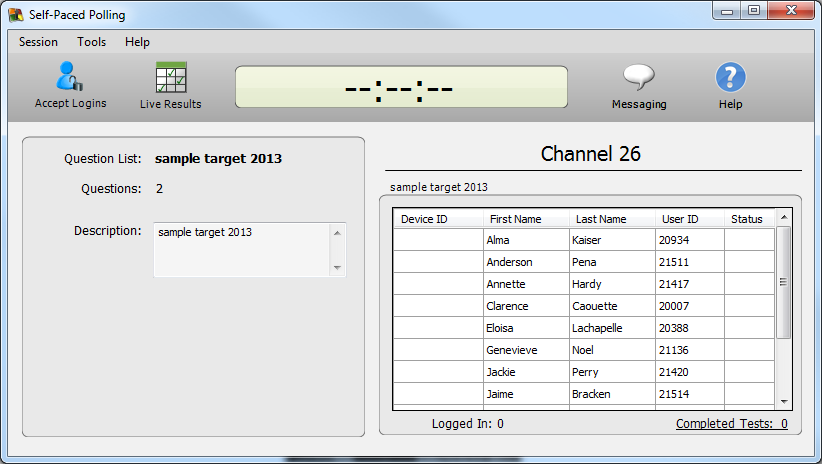 Self-Paced Polling
Session Tools Help
Accept Logins
Live Results
--:--:--
Messaging
Help
Question List: sample target 2013
Questions: 2
Description: sample target 2013
Channel 26
sample target 2013
Device ID First Name Last Name User ID Status
Alma Kaiser 20934
Anderson Pena 21511
Annette Hardy 21417
Clarence Caouette 20007
Eloisa Lachapelle 20388
Genevieve Noel 21136
Jackie Perry 21420
Jaime Bracken 21514
Logged In: 0
Completed Tests: 0